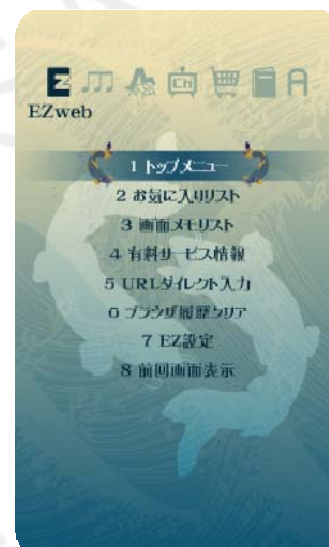 EZ Ch A
EZweb
1 トップメニュー
2 お気に入りリスト
3 画面メモリスト
4 有料サービス情報
5 URLダイレクト入力
0 ブラウザ履歴クリア
7 EZ設定
8 前回画面表示